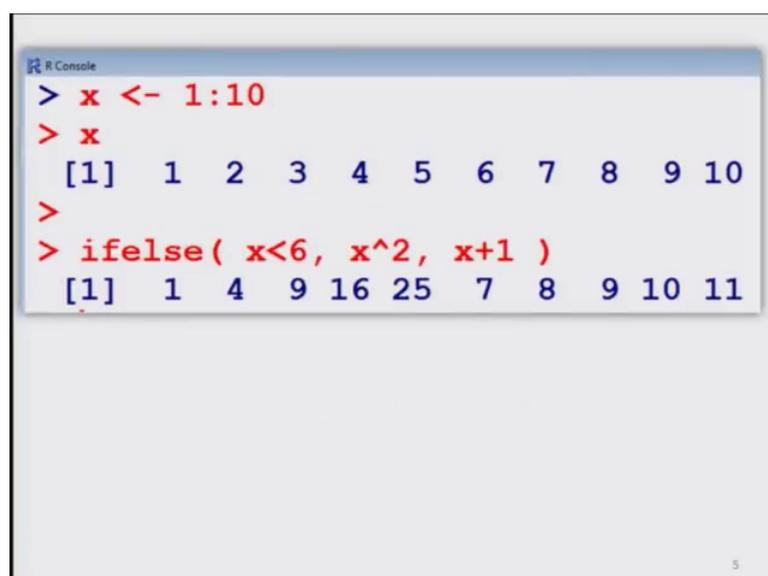 R Console
> x <- 1:10
> x
[1] 1 2 3 4 5 6 7 8 9 10
>
> ifelse( x<6, x^2, x+1 )
[1] 1 4 9 16 25 7 8 9 10 11
5